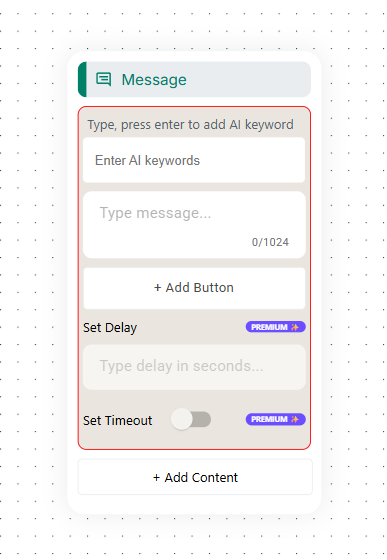 Message
Type, press enter to add AI keyword
Enter AI keywords
Type message...
0/1024
+ Add Button
Set Delay PREMIUM ✨
Type delay in seconds...
Set Timeout PREMIUM ✨
+ Add Content